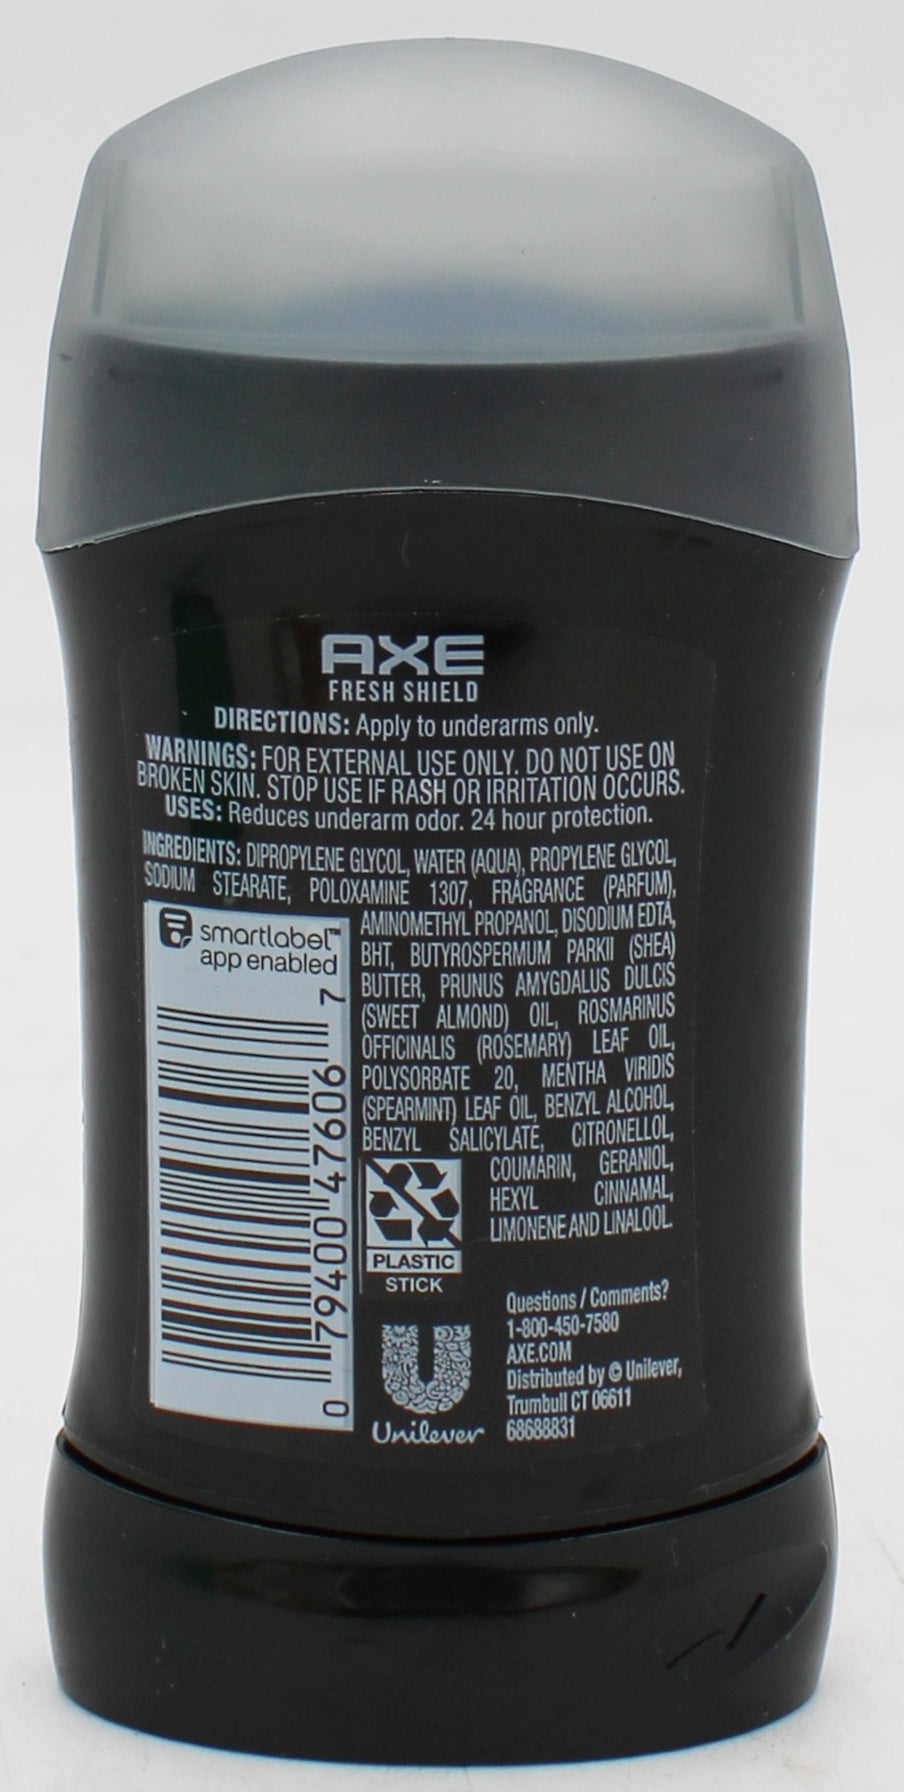 AXE
FRESH SHIELD
DIRECTIONS: Apply to underarms only.
WARNINGS: FOR EXTERNAL USE ONLY. DO NOT USE ON
BROKEN SKIN. STOP USE IF RASH OR IRRITATION OCCURS.
USES: Reduces underarm odor. 24 hour protection.
INGREDIENTS: DIPROPYLENE GLYCOL, WATER (AQUA), PROPYLENE GLYCOL,
SODIUM STEARATE, POLOXAMINE 1307, FRAGRANCE (PARFUM),
AMINOMETHYL PROPANOL, DISODIUM EDTA,
BHT, BUTYROSPERMUM PARKII (SHEA)
BUTTER, PRUNUS AMYGDALUS DULCIS
(SWEET ALMOND) OIL, ROSMARINUS
OFFICINALIS (ROSEMARY) LEAF OIL,
POLYSORBATE 20, MENTHA VIRIDIS
(SPEARMINT) LEAF OIL, BENZYL ALCOHOL,
BENZYL SALICYLATE, CITRONELLOL,
COUMARIN, GERANIOL,
HEXYL CINNAMAL,
LIMONENE AND LINALOOL.
smartlabel™
app enabled
0 79400 47606 7
PLASTIC
STICK
Unilever
Questions / Comments?
1-800-450-7580
AXE.COM
Distributed by © Unilever,
Trumbull CT 06611
68688831